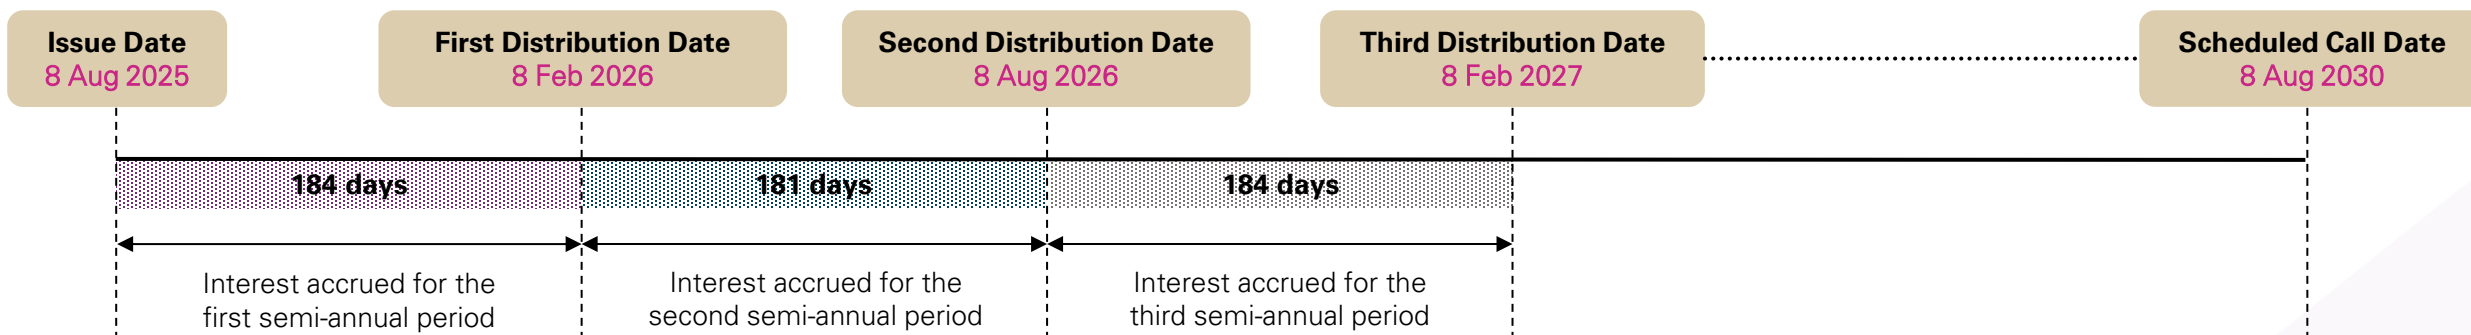 Issue Date
8 Aug 2025
First Distribution Date
8 Feb 2026
Second Distribution Date
8 Aug 2026
Third Distribution Date
8 Feb 2027
Scheduled Call Date
8 Aug 2030
184 days
181 days
184 days
Interest accrued for the
first semi-annual period
Interest accrued for the
second semi-annual period
Interest accrued for the
third semi-annual period